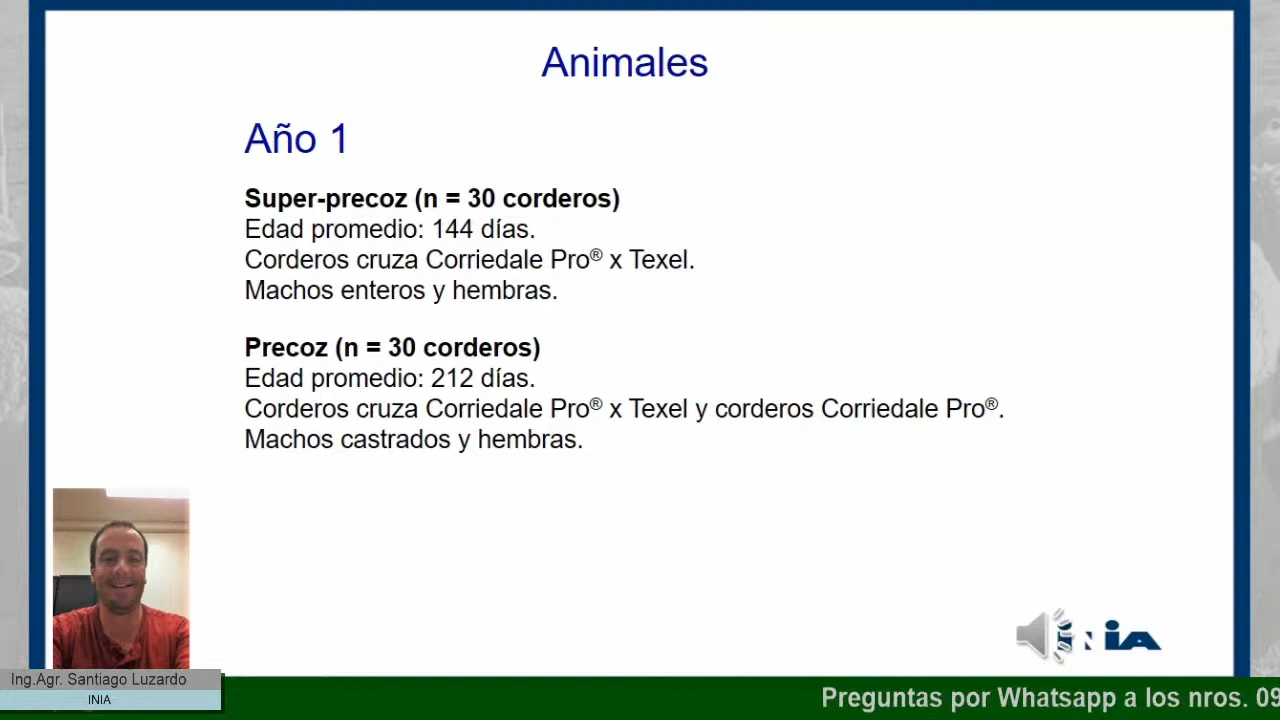 Animales
Año 1
Super-precoz (n = 30 corderos)
Edad promedio: 144 días.
Corderos cruza Corriedale Pro® x Texel.
Machos enteros y hembras.
Precoz (n = 30 corderos)
Edad promedio: 212 días.
Corderos cruza Corriedale Pro® x Texel y corderos Corriedale Pro®.
Machos castrados y hembras.
Ing.Agr. Santiago Luzardo
INIA
Preguntas por Whatsapp a los nros. 09